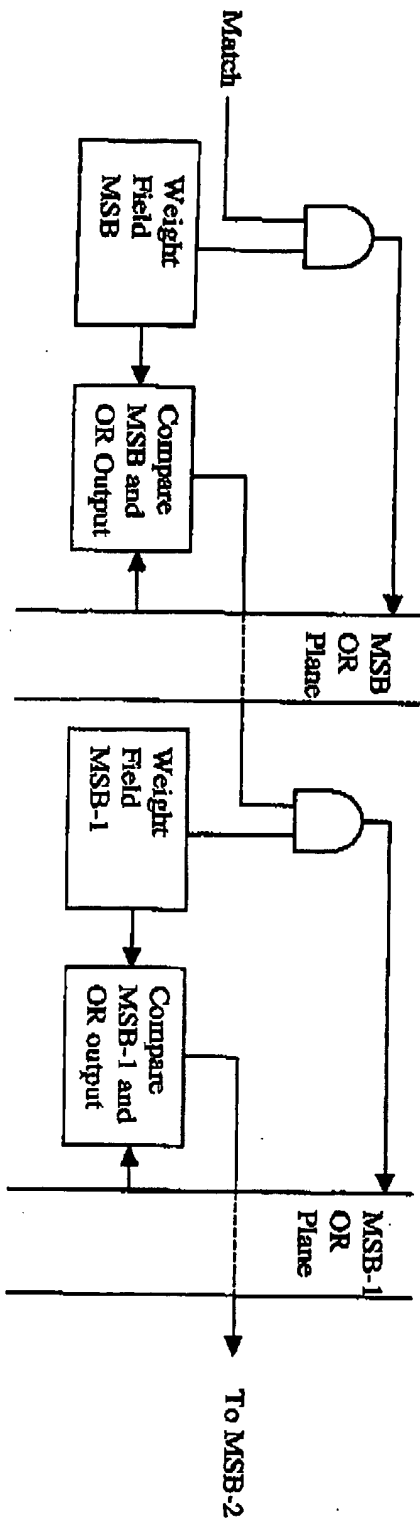 Match
Weight
Field
MSB
Compare
MSB and
OR Output
MSB
OR
Plane
Weight
Field
MSB-1
Compare
MSB-1 and
OR output
MSB-1
OR
Plane
To MSB-2